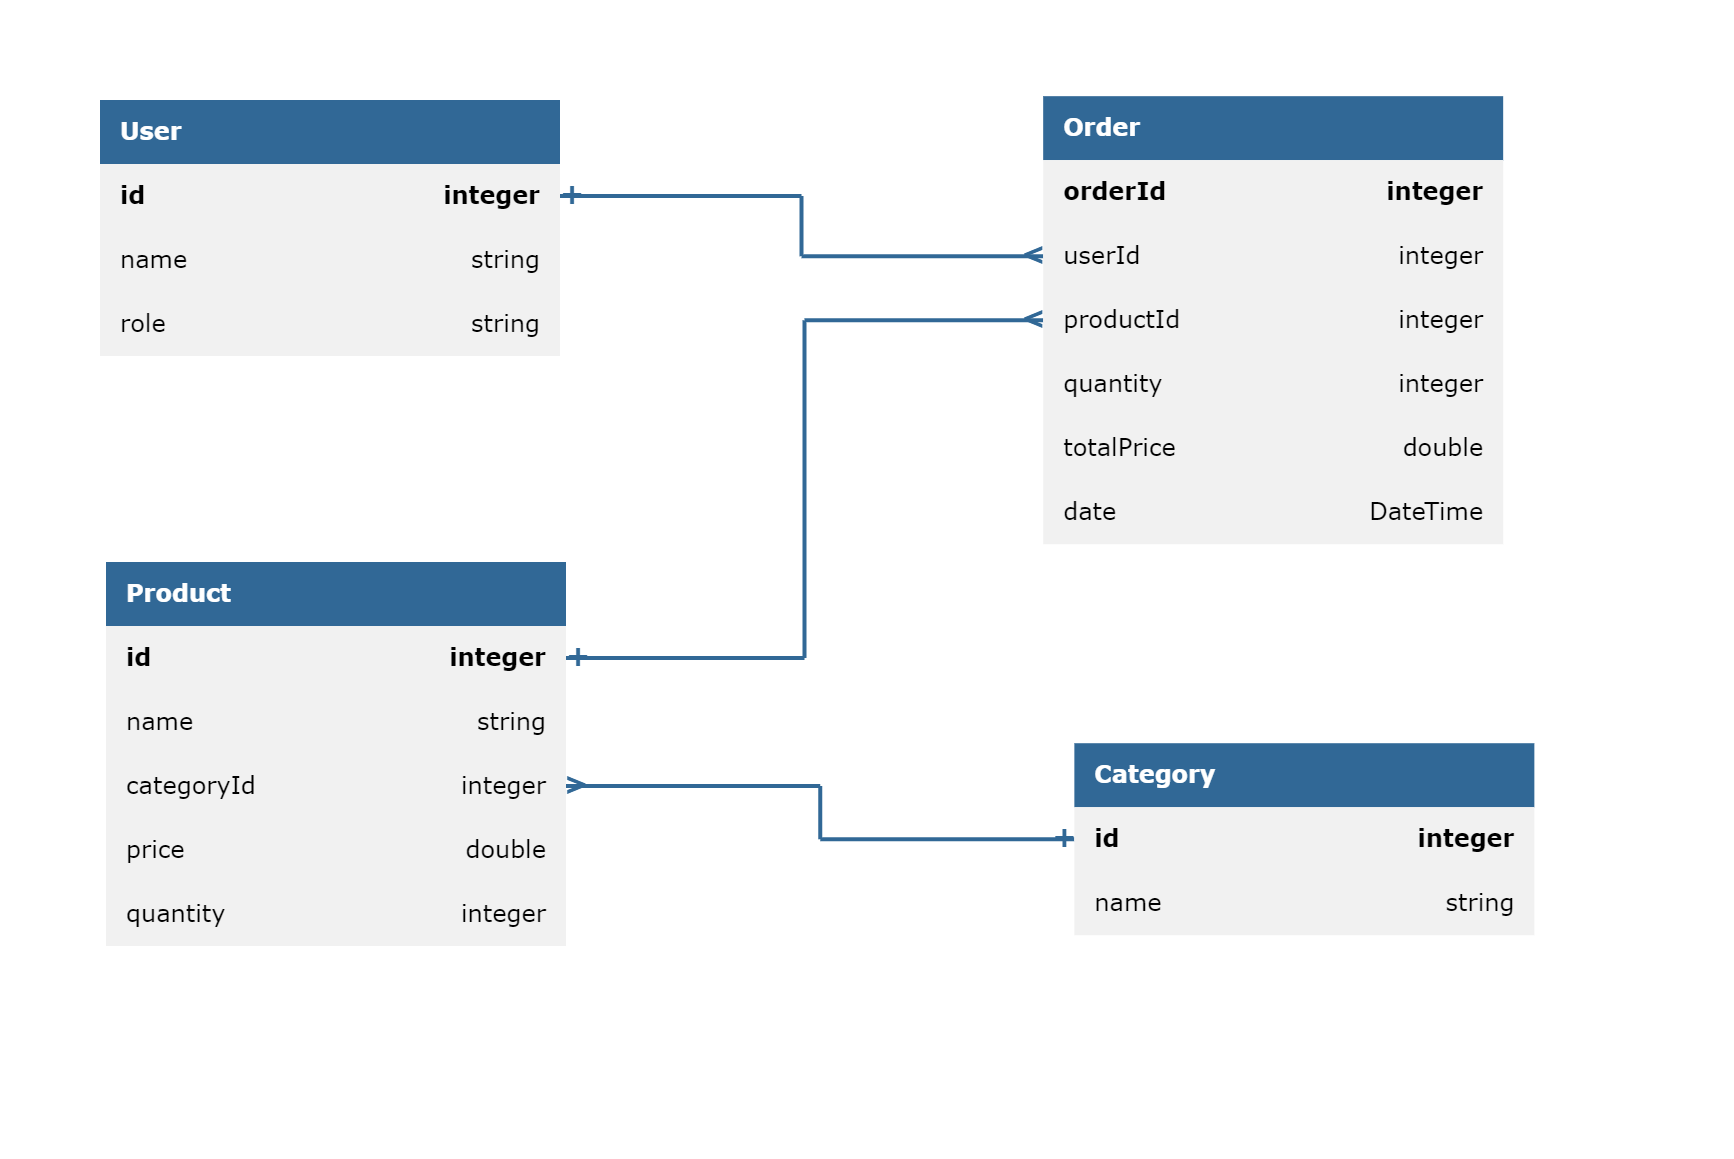 User
id integer
name string
role string
Order
orderId integer
userId integer
productId integer
quantity integer
totalPrice double
date DateTime
Product
id integer
name string
categoryId integer
price double
quantity integer
Category
id integer
name string